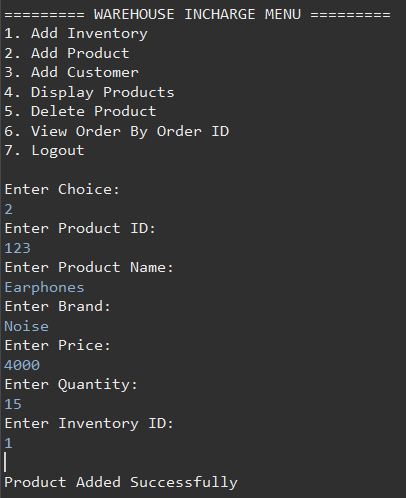 ========= WAREHOUSE INCHARGE MENU =========
1. Add Inventory
2. Add Product
3. Add Customer
4. Display Products
5. Delete Product
6. View Order By Order ID
7. Logout
Enter Choice:
2
Enter Product ID:
123
Enter Product Name:
Earphones
Enter Brand:
Noise
Enter Price:
4000
Enter Quantity:
15
Enter Inventory ID:
1
Product Added Successfully